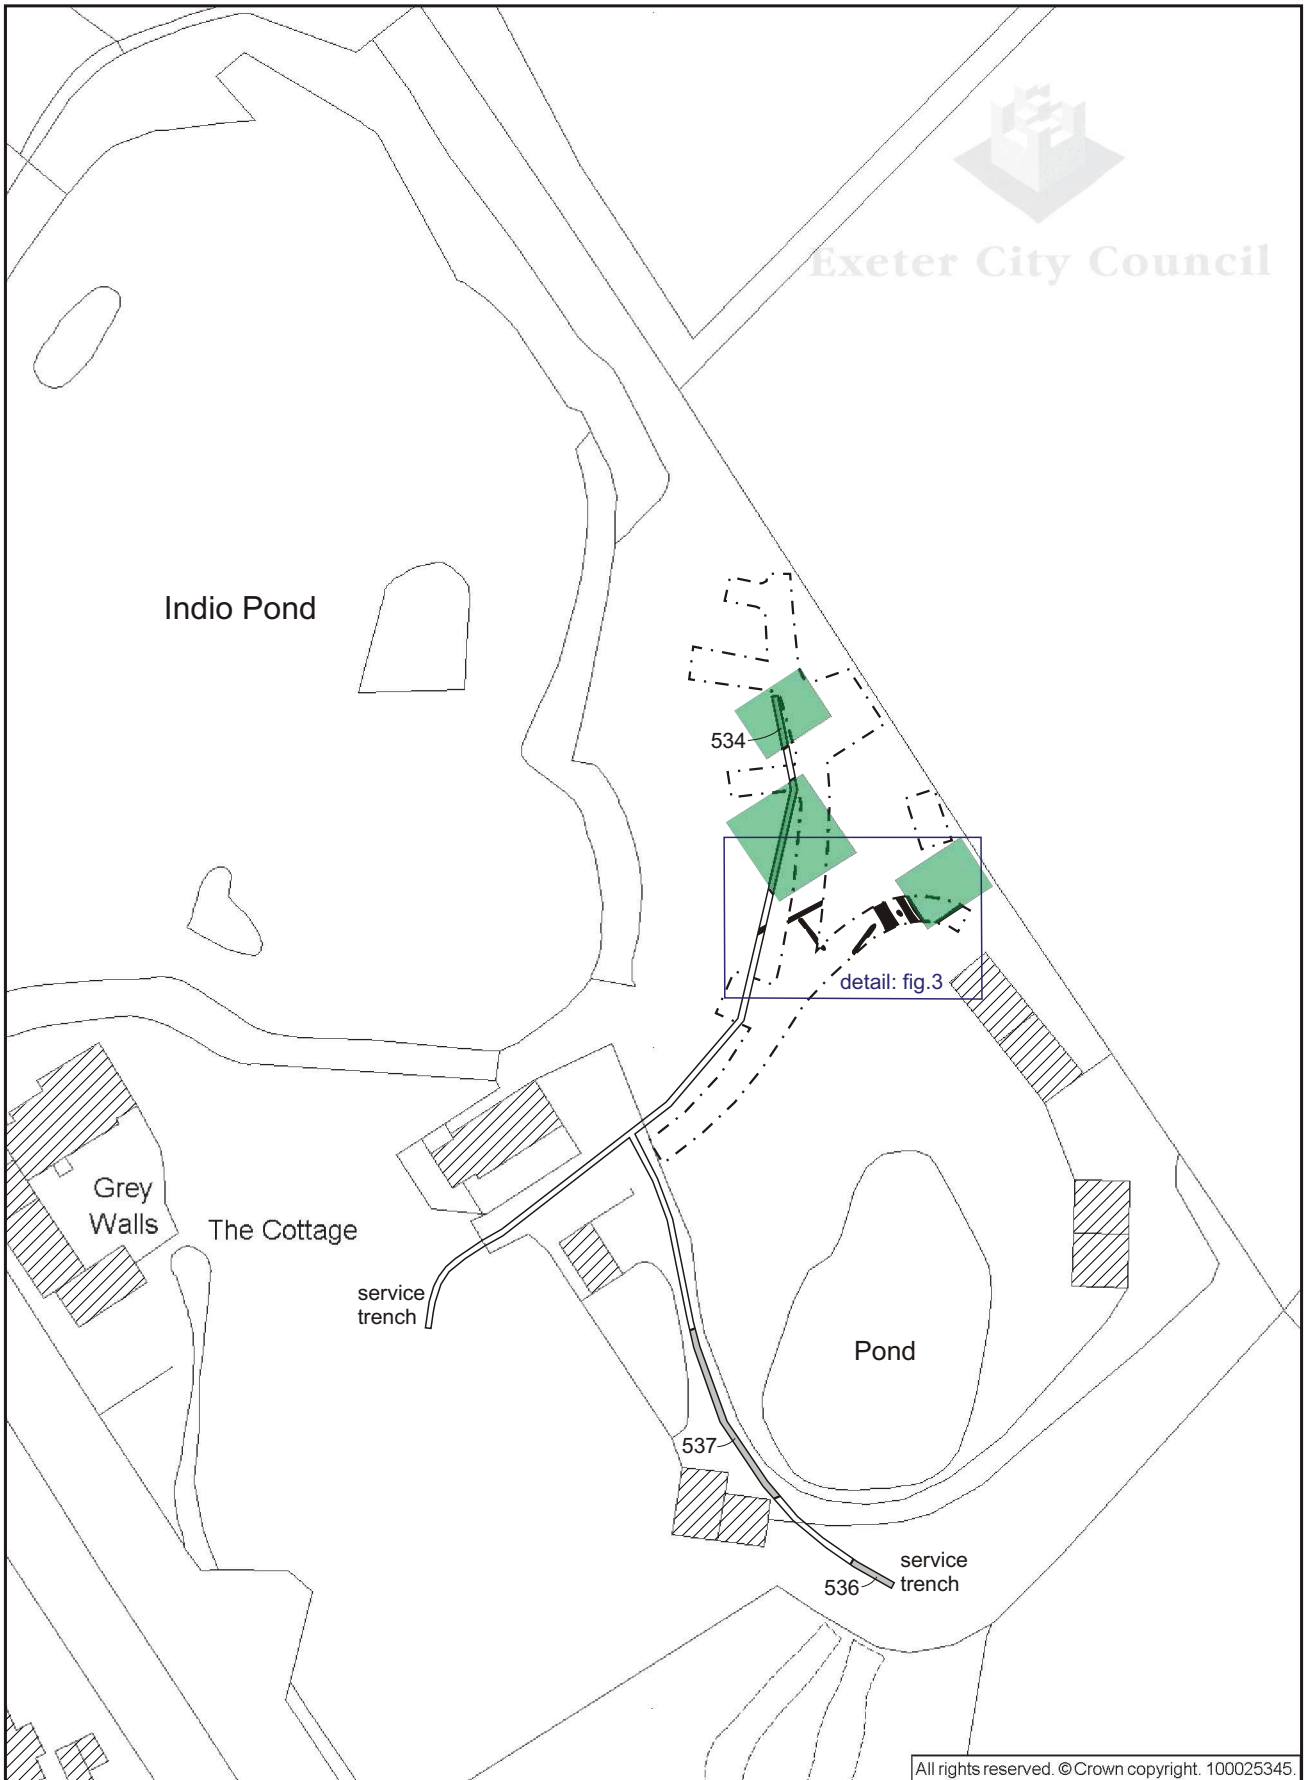 Exeter City Council
Indio Pond
534
detail: fig.3
Grey
Walls
The Cottage
service
trench
Pond
537
service
trench
536
All rights reserved. © Crown copyright. 100025345.